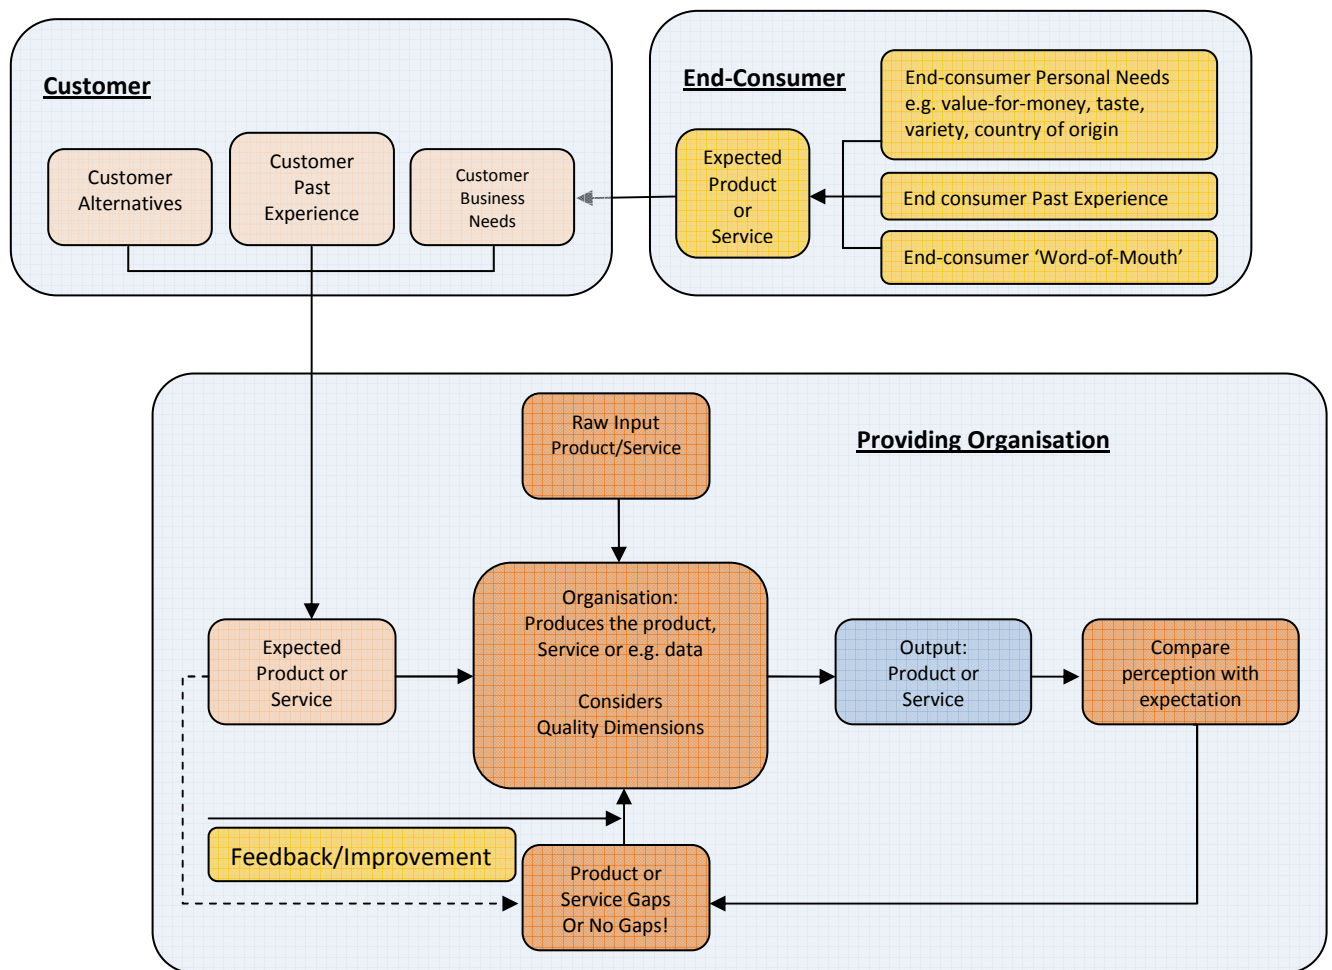 Customer
Customer
Alternatives
Customer
Past
Experience
Customer
Business
Needs
End-Consumer
Expected
Product
or
Service
End-consumer Personal Needs
e.g. value-for-money, taste,
variety, country of origin
End consumer Past Experience
End-consumer ‘Word-of-Mouth’
Providing Organisation
Raw Input
Product/Service
Expected
Product or
Service
Organisation:
Produces the product,
Service or e.g. data
Considers
Quality Dimensions
Output:
Product or
Service
Compare
perception with
expectation
Feedback/Improvement
Product or
Service Gaps
Or No Gaps!